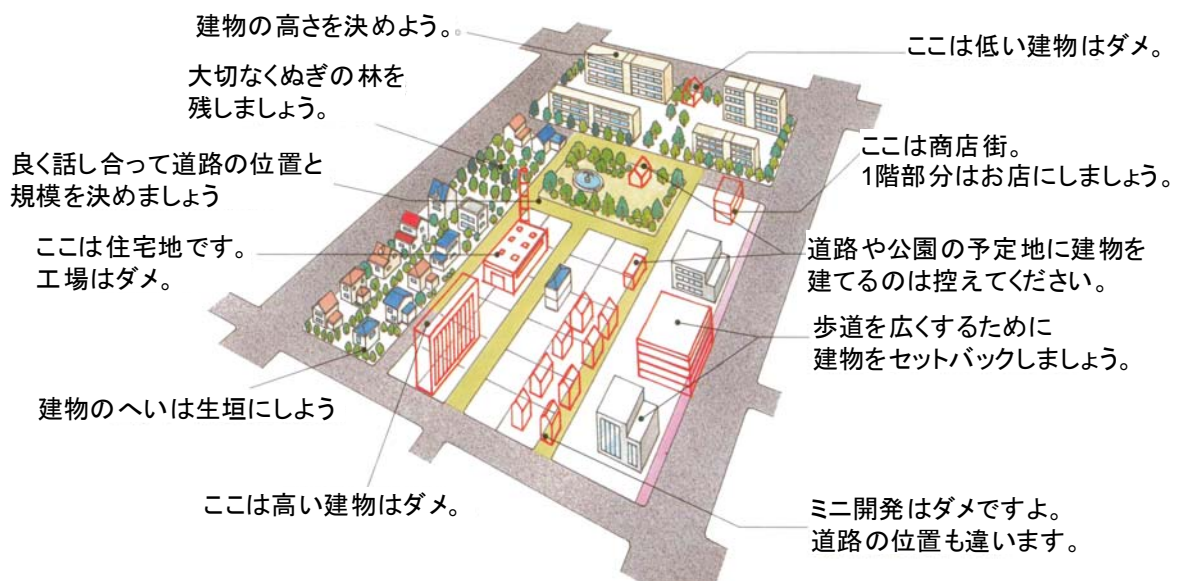 建物の高さを決めよう。
大切なくぬぎの林を
残しましょう。
良く話し合って道路の位置と
規模を決めましょう
ここは住宅地です。
工場はダメ。
建物のへいは生垣にしよう
ここは高い建物はダメ。
ここは低い建物はダメ。
ここは商店街。
1階部分はお店にしましょう。
道路や公園の予定地に建物を
建てるのは控えてください。
歩道を広くするために
建物をセットバックしましょう。
ミニ開発はダメですよ。
道路の位置も違います。